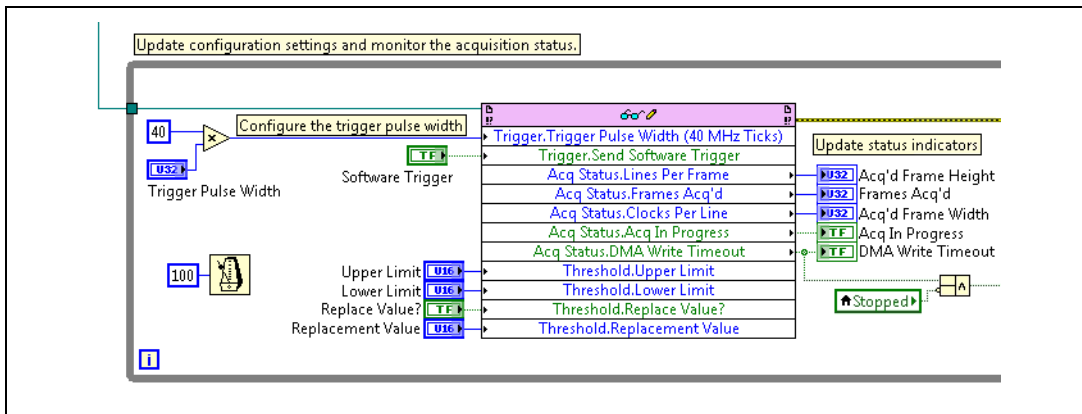 Update configuration settings and monitor the acquisition status.
40
Configure the trigger pulse width
U32
Trigger Pulse Width
TF
Software Trigger
Trigger.Trigger Pulse Width (40 MHz Ticks)
Trigger.Send Software Trigger
Acq Status.Lines Per Frame
Acq Status.Frames Acq'd
Acq Status.Clocks Per Line
Acq Status.Acq In Progress
Acq Status.DMA Write Timeout
Threshold.Upper Limit
Threshold.Lower Limit
Threshold.Replace Value?
Threshold.Replacement Value
Update status indicators
U32 Acq'd Frame Height
U32 Frames Acq'd
U32 Acq'd Frame Width
TF Acq In Progress
TF DMA Write Timeout
Stopped
100
Upper Limit U16
Lower Limit U16
Replace Value? TF
Replacement Value U16
i